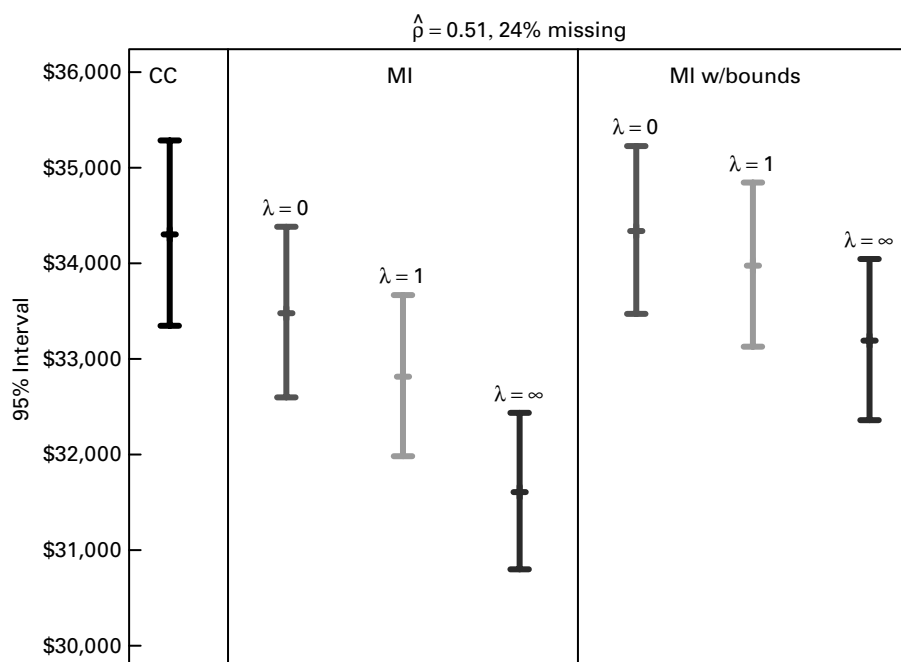 ρ̂ = 0.51, 24% missing
CC
MI
MI w/bounds
95% Interval
$36,000
$35,000
$34,000
$33,000
$32,000
$31,000
$30,000
λ = 0
λ = 1
λ = ∞
λ = 0
λ = 1
λ = ∞